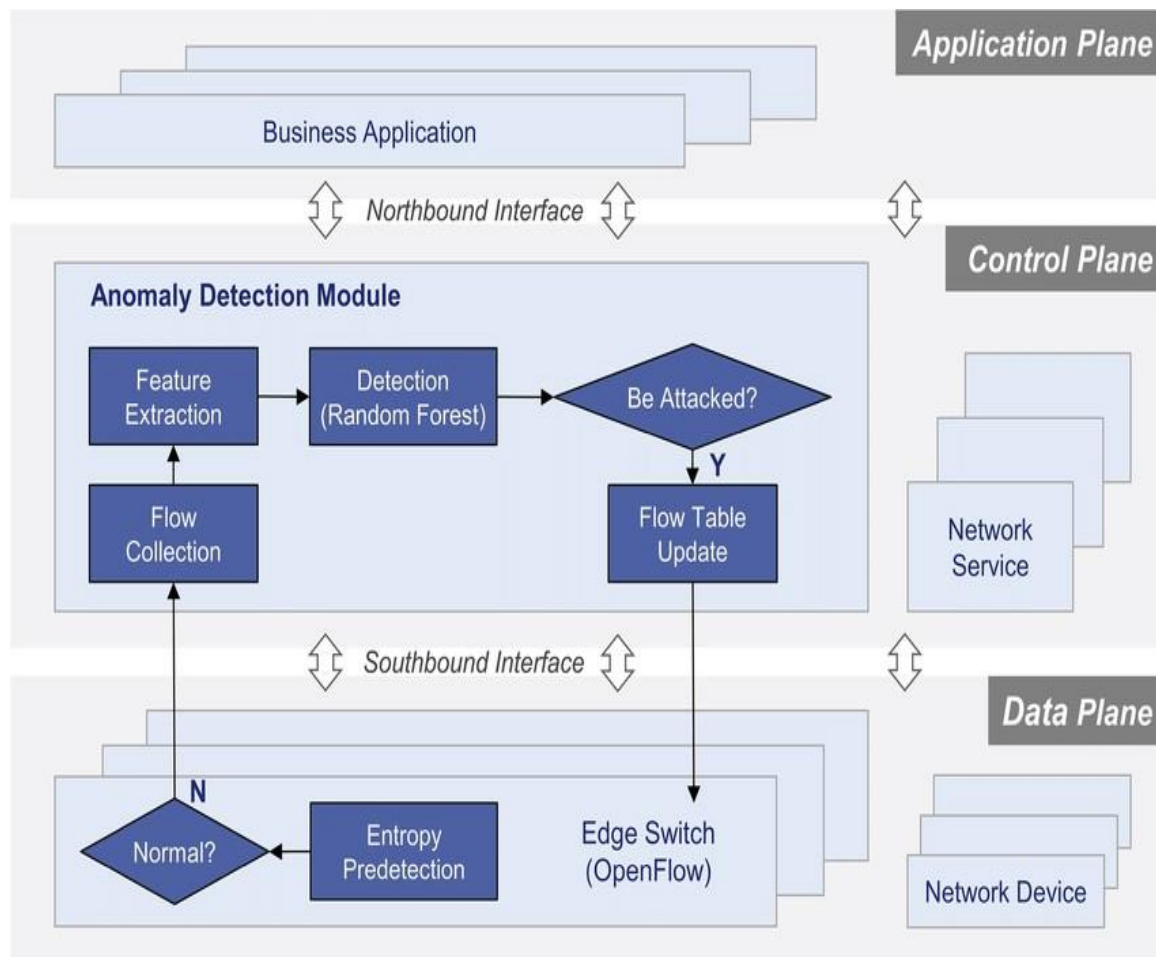 Application Plane
Business Application
Northbound Interface
Control Plane
Anomaly Detection Module
Feature
Extraction
Detection
(Random Forest)
Be Attacked?
Y
Flow
Collection
Flow Table
Update
Network
Service
Southbound Interface
Data Plane
N
Normal?
Entropy
Predetection
Edge Switch
(OpenFlow)
Network Device